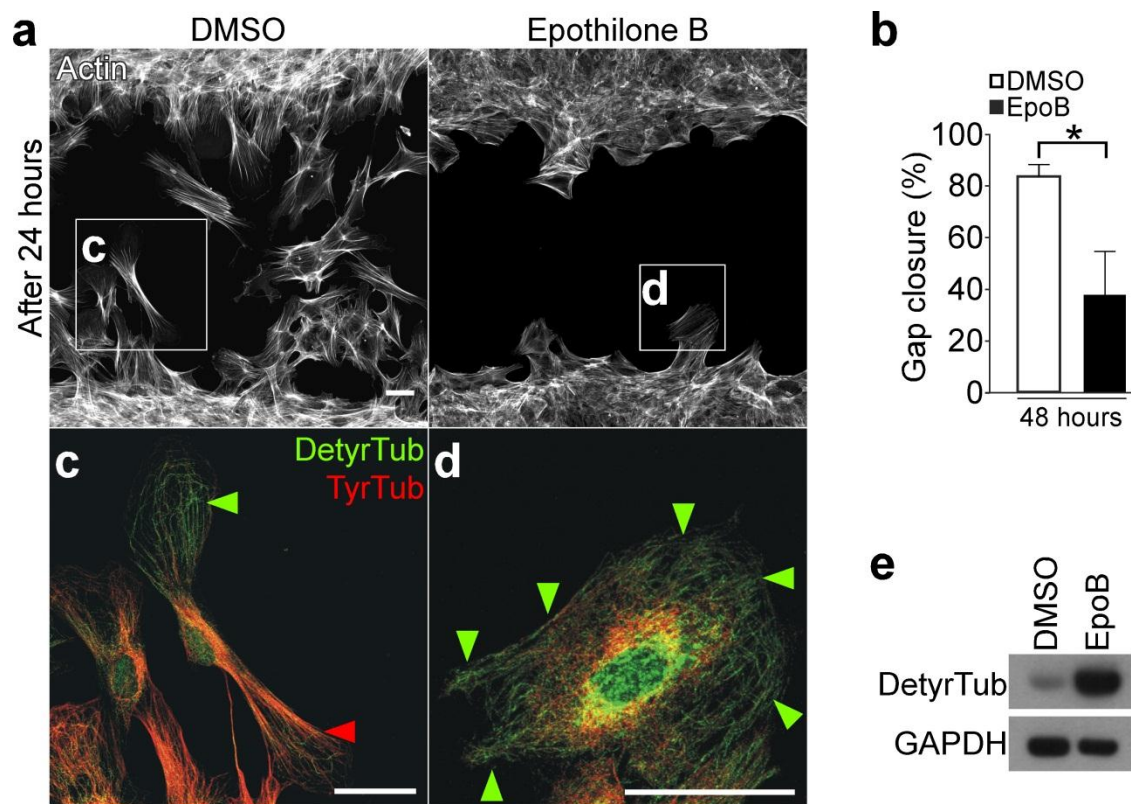 a
DMSO
Epothilone B
After 24 hours
Actin
c
d
b
DMSO
EpoB
*
Gap closure (%)
100
80
60
40
20
0
48 hours
c
DetyrTub
TyrTub
d
e
DMSO
EpoB
DetyrTub
GAPDH